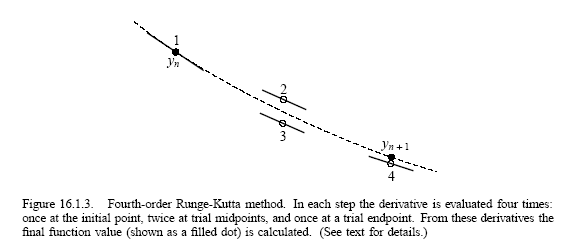 1
yn
2
3
yn + 1
4
Figure 16.1.3. Fourth-order Runge-Kutta method. In each step the derivative is evaluated four times:
once at the initial point, twice at trial midpoints, and once at a trial endpoint. From these derivatives the
final function value (shown as a filled dot) is calculated. (See text for details.)